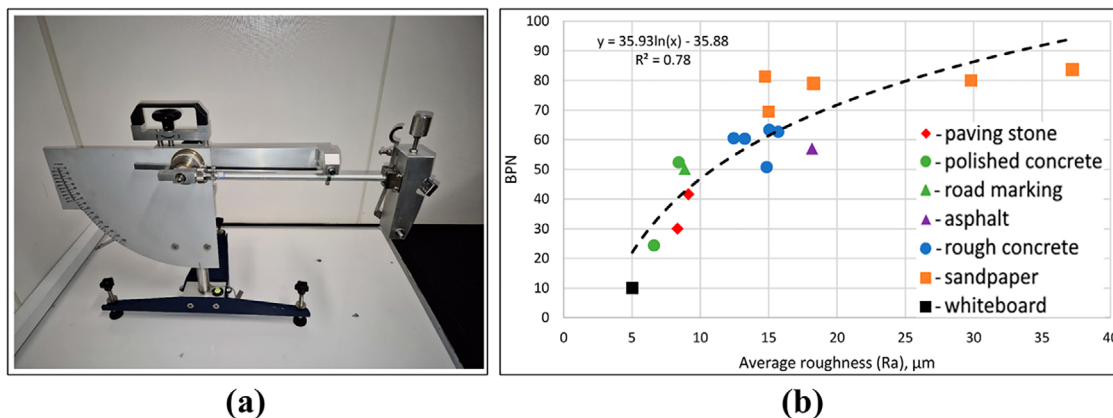 y = 35.93ln(x) - 35.88
R² = 0.78
BPN
100
90
80
70
60
50
40
30
20
10
0
0 5 10 15 20 25 30 35 40
Average roughness (Ra), µm
- paving stone
- polished concrete
- road marking
- asphalt
- rough concrete
- sandpaper
- whiteboard
(a)
(b)